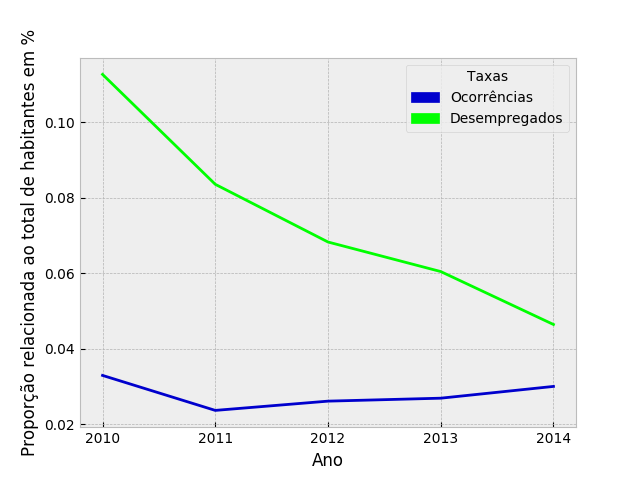 Proporção relacionada ao total de habitantes em %
Taxas
Ocorrências
Desempregados
0.10
0.08
0.06
0.04
0.02
2010 2011 2012 2013 2014
Ano